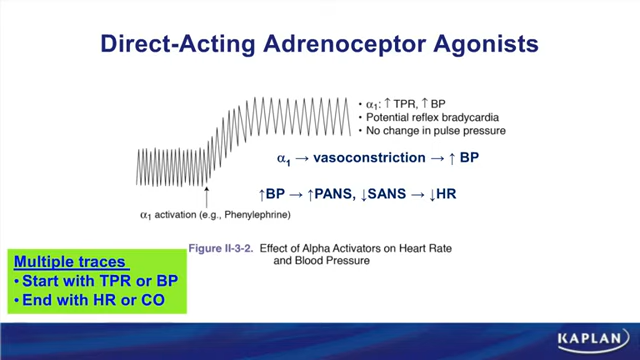 Direct-Acting Adrenoceptor Agonists
• α₁: ↑ TPR, ↑ BP
• Potential reflex bradycardia
• No change in pulse pressure
α₁ → vasoconstriction → ↑ BP
↑BP → ↑PANS, ↓SANS → ↓HR
α₁ activation (e.g., Phenylephrine)
Figure II-3-2. Effect of Alpha Activators on Heart Rate
and Blood Pressure
Multiple traces
• Start with TPR or BP
• End with HR or CO
KAPLAN